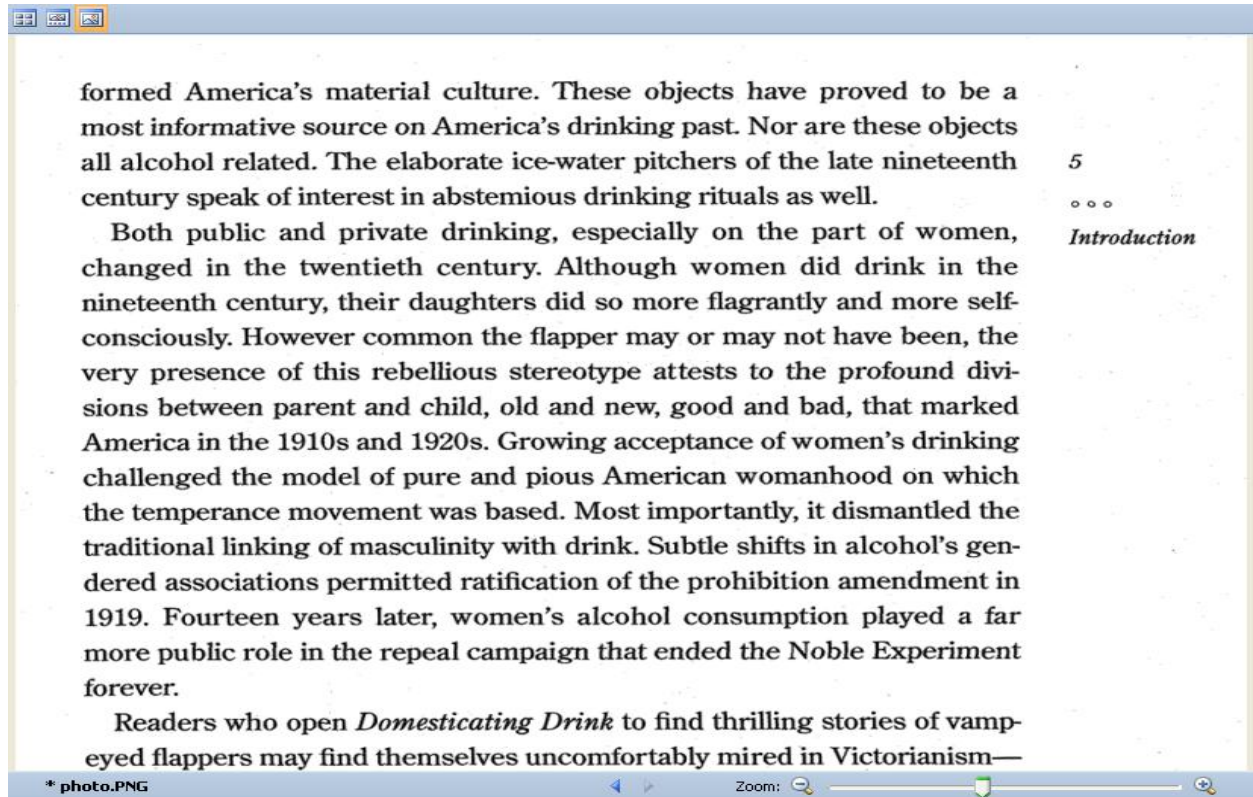 formed America's material culture. These objects have proved to be a
most informative source on America's drinking past. Nor are these objects
all alcohol related. The elaborate ice-water pitchers of the late nineteenth
century speak of interest in abstemious drinking rituals as well.
Both public and private drinking, especially on the part of women,
changed in the twentieth century. Although women did drink in the
nineteenth century, their daughters did so more flagrantly and more self-
consciously. However common the flapper may or may not have been, the
very presence of this rebellious stereotype attests to the profound divi-
sions between parent and child, old and new, good and bad, that marked
America in the 1910s and 1920s. Growing acceptance of women's drinking
challenged the model of pure and pious American womanhood on which
the temperance movement was based. Most importantly, it dismantled the
traditional linking of masculinity with drink. Subtle shifts in alcohol's gen-
dered associations permitted ratification of the prohibition amendment in
1919. Fourteen years later, women's alcohol consumption played a far
more public role in the repeal campaign that ended the Noble Experiment
forever.
Readers who open Domesticating Drink to find thrilling stories of vamp-
eyed flappers may find themselves uncomfortably mired in Victorianism—
5
Introduction
* photo.PNG
Zoom: